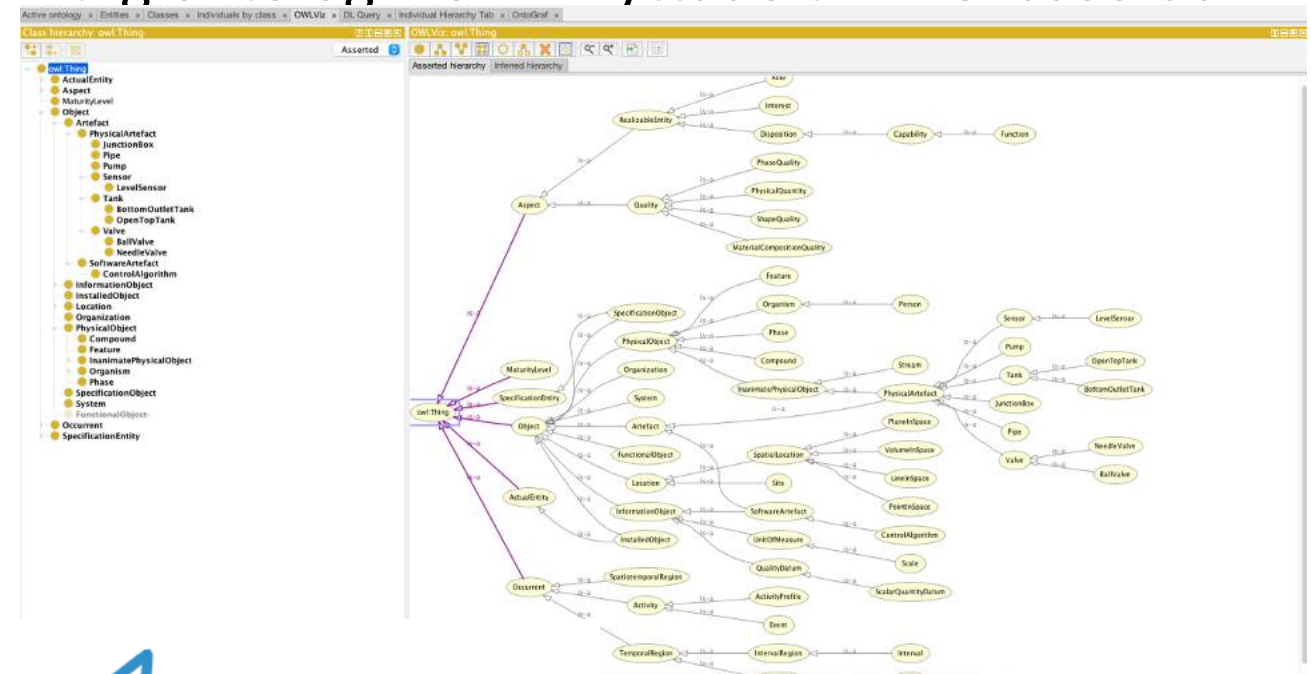 Active ontology × Entities × Classes × Individuals by class × OWLViz × DL Query × Individual Hierarchy Tab × OntoGraf ×
Class hierarchy: owl:Thing
Asserted
owl:Thing
ActualEntity
Aspect
MaturityLevel
Object
Artefact
PhysicalArtefact
JunctionBox
Pipe
Pump
Sensor
LevelSensor
Tank
BottomOutletTank
OpenTopTank
Valve
BallValve
NeedleValve
SoftwareArtefact
ControlAlgorithm
InformationObject
InstalledObject
Location
Organization
PhysicalObject
Compound
Feature
InanimatePhysicalObject
Organism
Phase
SpecificationObject
System
FunctionalObject
Occurrent
SpecificationEntity
OWLViz: owl:Thing
Asserted hierarchy Inferred hierarchy
RealizableEntity
Interest
Disposition
Capability
Function
PhaseQuality
PhysicalQuantity
Aspect
Quality
ShapeQuality
MaterialCompositionQuality
Feature
SpecificationObject
Organism
Person
PhysicalObject
Phase
Sensor
LevelSensor
Compound
Pump
MaturityLevel
Organization
Stream
Tank
OpenTopTank
InanimatePhysicalObject
PhysicalArtefact
BottomOutletTank
SpecificationEntity
System
JunctionBox
owl:Thing
Object
Artefact
PlaneInSpace
Pipe
FunctionalObject
SpatialLocation
VolumeInSpace
NeedleValve
Valve
Location
Site
LineInSpace
BallValve
ActualEntity
InformationObject
SoftwareArtefact
PointInSpace
InstalledObject
UnitOfMeasure
ControlAlgorithm
QualityDatum
Scale
Occurrent
SpatiotemporalRegion
ScalarQuantityDatum
Activity
ActivityProfile
Event
TemporalRegion
IntervalRegion
Interval
is-a